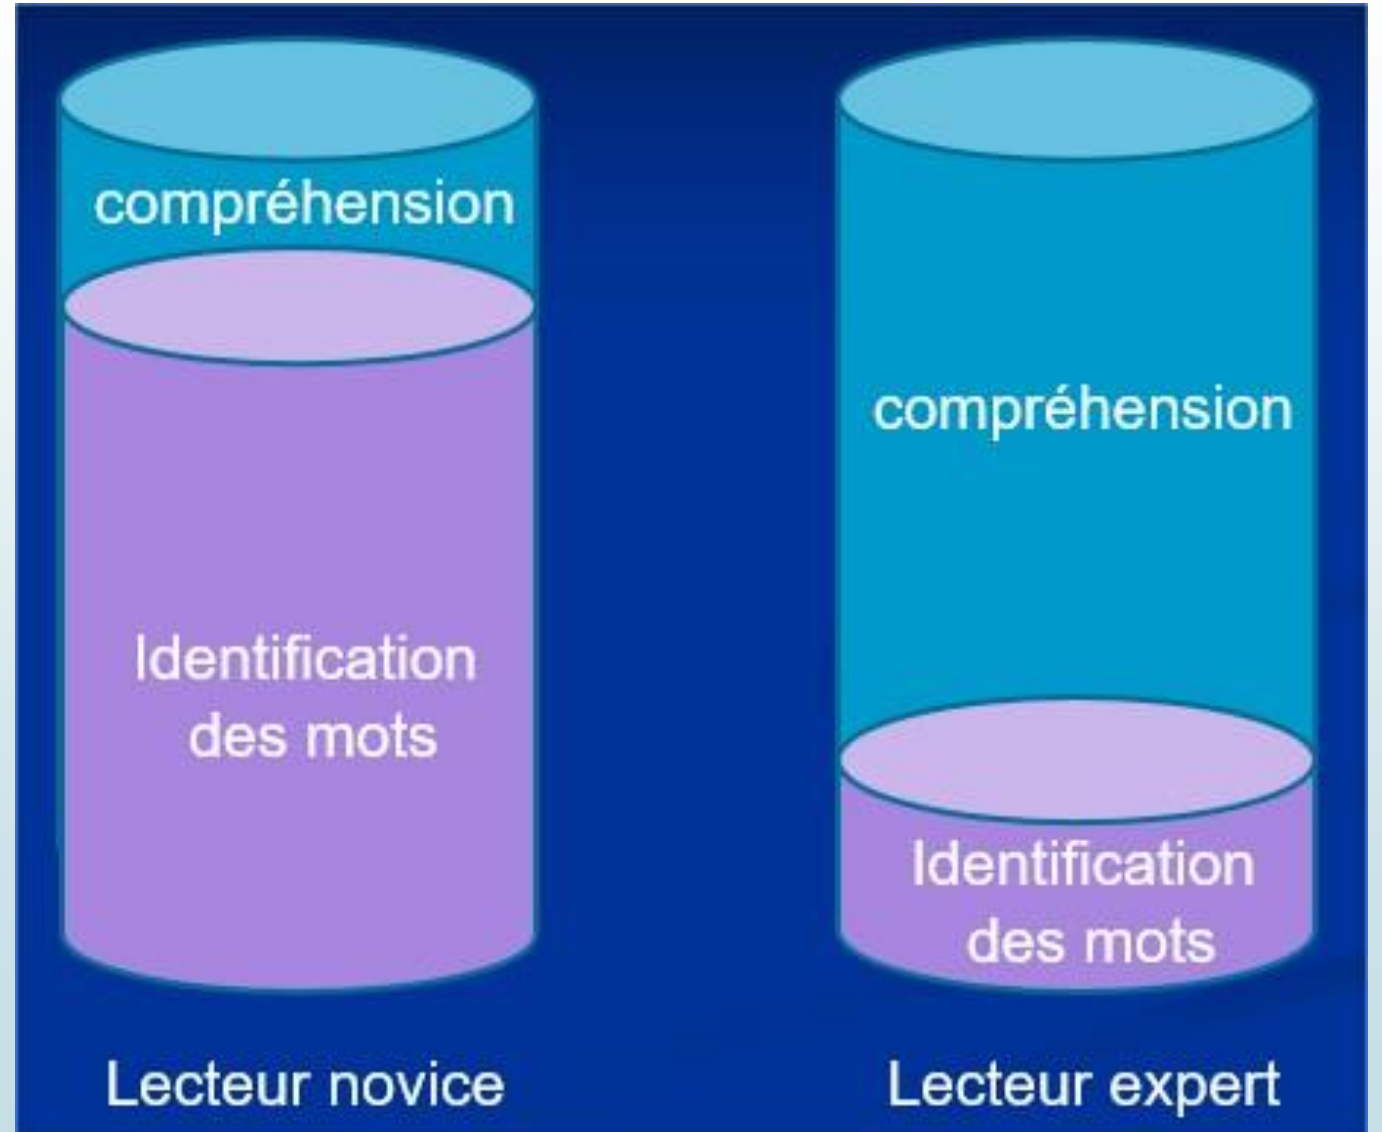 compréhension
Identification
des mots
Lecteur novice
compréhension
Identification
des mots
Lecteur expert